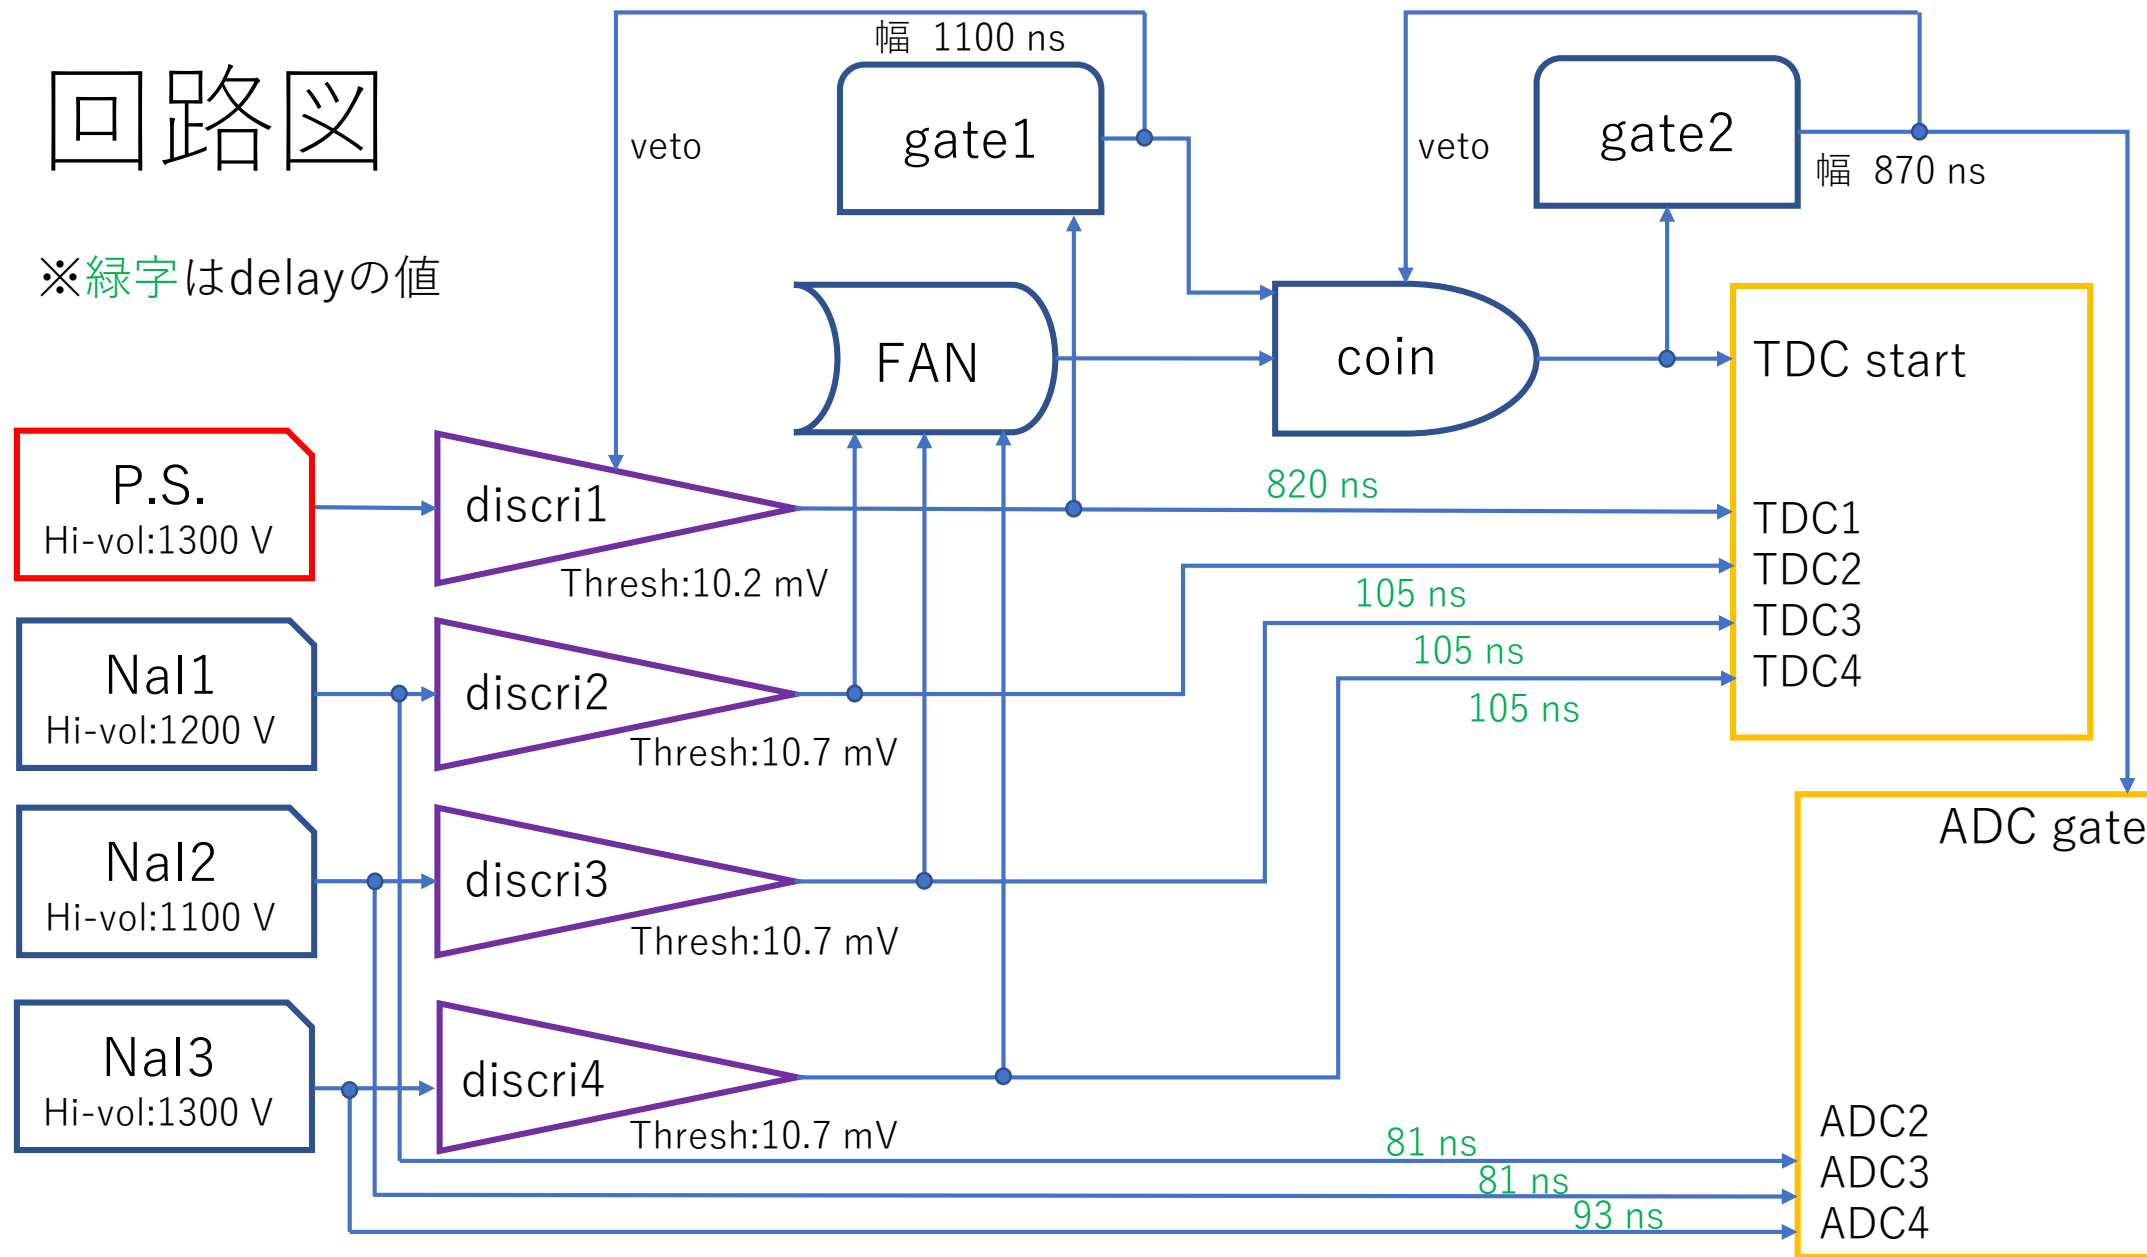 回路図
※緑字はdelayの値
幅 1100 ns
gate1
veto
gate2
veto
幅 870 ns
FAN
coin
TDC start
P.S.
Hi-vol:1300 V
discri1
Thresh:10.2 mV
820 ns
TDC1
TDC2
TDC3
TDC4
105 ns
105 ns
105 ns
NaI1
Hi-vol:1200 V
discri2
Thresh:10.7 mV
NaI2
Hi-vol:1100 V
discri3
Thresh:10.7 mV
ADC gate
NaI3
Hi-vol:1300 V
discri4
Thresh:10.7 mV
81 ns
81 ns
93 ns
ADC2
ADC3
ADC4